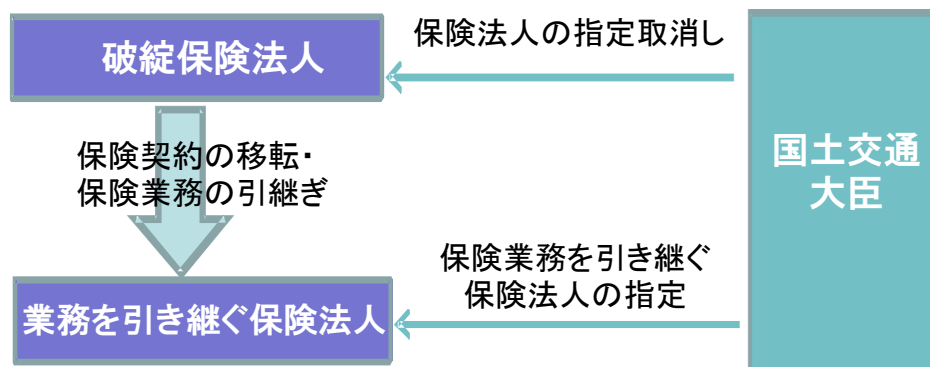 破綻保険法人
保険法人の指定取消し
国土交通
大臣
保険契約の移転・
保険業務の引継ぎ
保険業務を引き継ぐ
保険法人の指定
業務を引き継ぐ保険法人